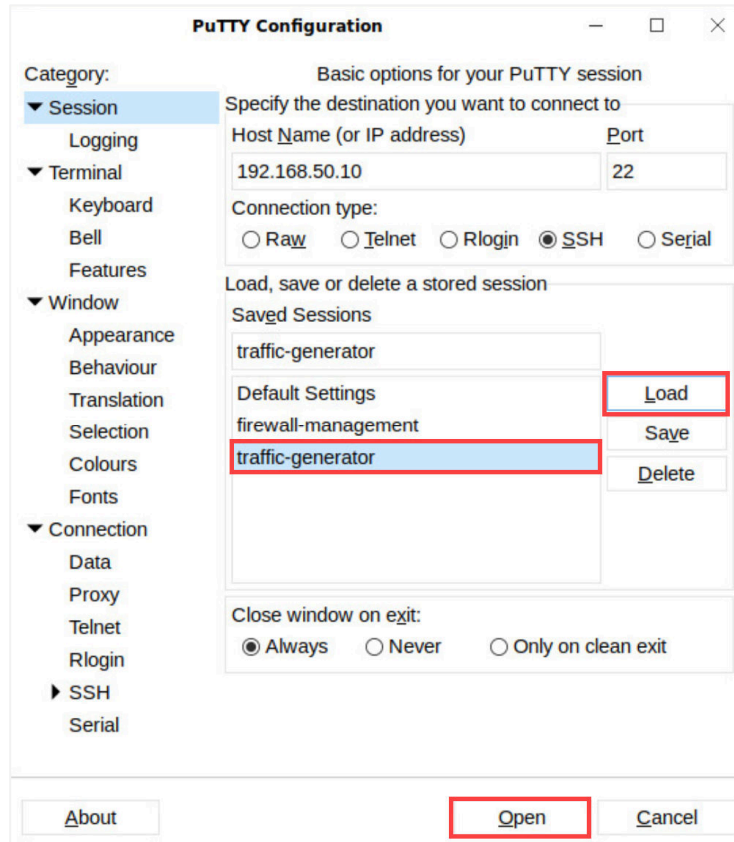 PuTTY Configuration
Category:
Session
Logging
Terminal
Keyboard
Bell
Features
Window
Appearance
Behaviour
Translation
Selection
Colours
Fonts
Connection
Data
Proxy
Telnet
Rlogin
SSH
Serial
Basic options for your PuTTY session
Specify the destination you want to connect to
Host Name (or IP address) Port
192.168.50.10 22
Connection type:
Raw Telnet Rlogin SSH Serial
Load, save or delete a stored session
Saved Sessions
traffic-generator
Default Settings
firewall-management
traffic-generator
Load
Save
Delete
Close window on exit:
Always Never Only on clean exit
About Open Cancel